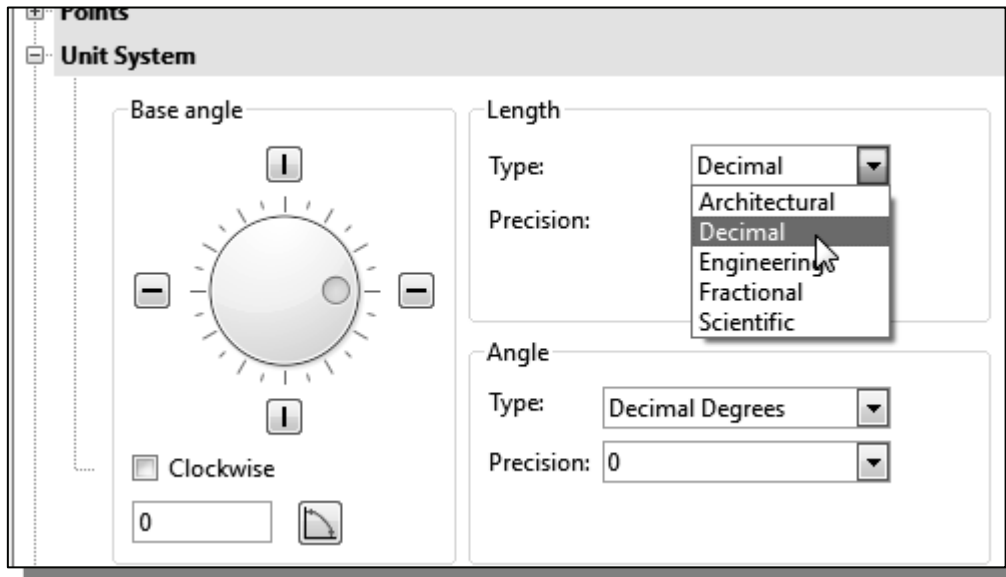 Points
Unit System
Base angle
Clockwise
0
Length
Type: Decimal
Architectural
Decimal
Engineering
Fractional
Scientific
Precision:
Angle
Type: Decimal Degrees
Precision: 0